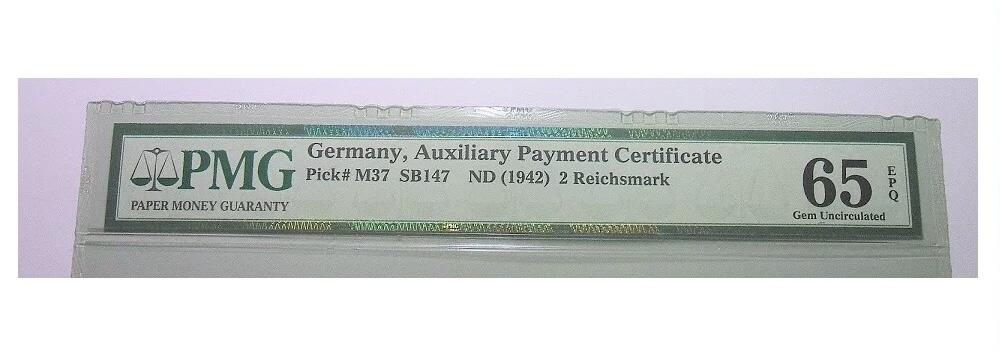 PMG
PAPER MONEY GUARANTY
Germany, Auxiliary Payment Certificate
Pick# M37 SB147 ND (1942) 2 Reichsmark
65 EPQ
Gem Uncirculated